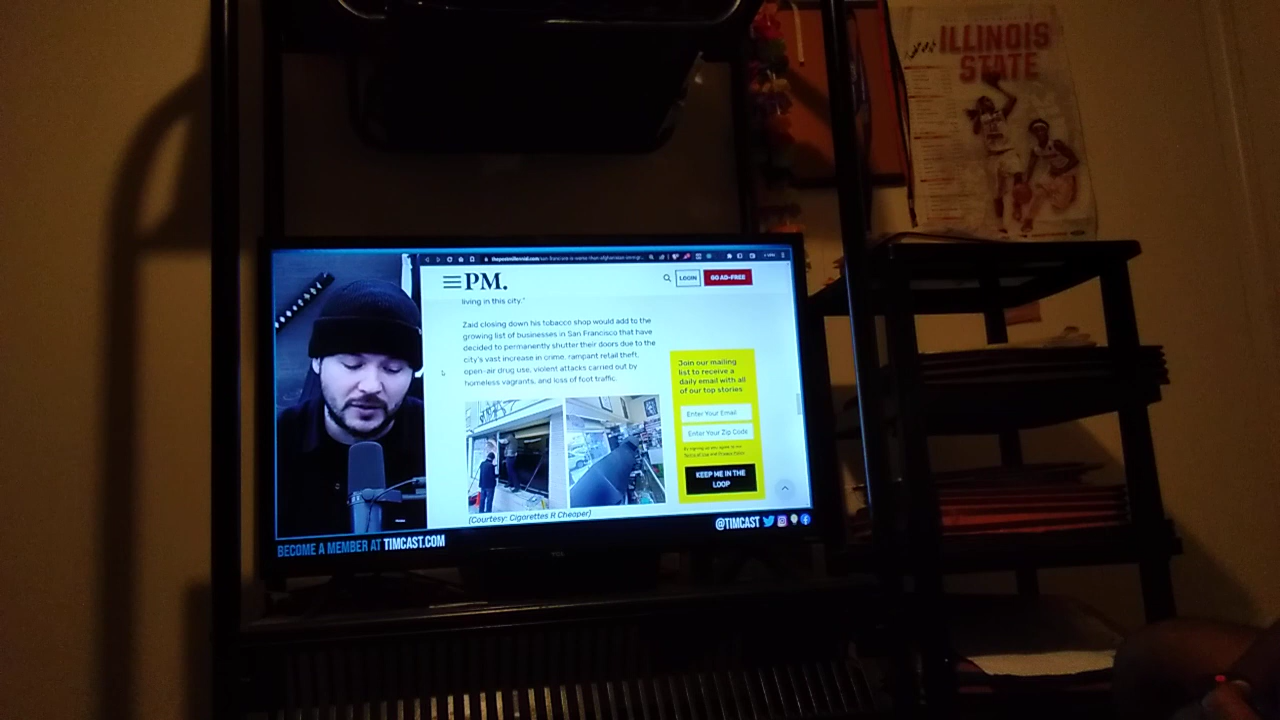 ILLINOIS
STATE
PM.
LOGIN
GO AD-FREE
living in this city."
Zaid closing down his tobacco shop would add to the
growing list of businesses in San Francisco that have
decided to permanently shutter their doors due to the
city's vast increase in crime, rampant retail theft,
open-air drug use, violent attacks carried out by
homeless vagrants, and loss of foot traffic.
(Courtesy: Cigarettes R Cheaper)
Join our mailing
list to receive a
daily email with all
of our top stories
Enter Your Email
Enter Your Zip Code
KEEP ME IN THE
LOOP
BECOME A MEMBER AT TIMCAST.COM
@TIMCAST
TCL